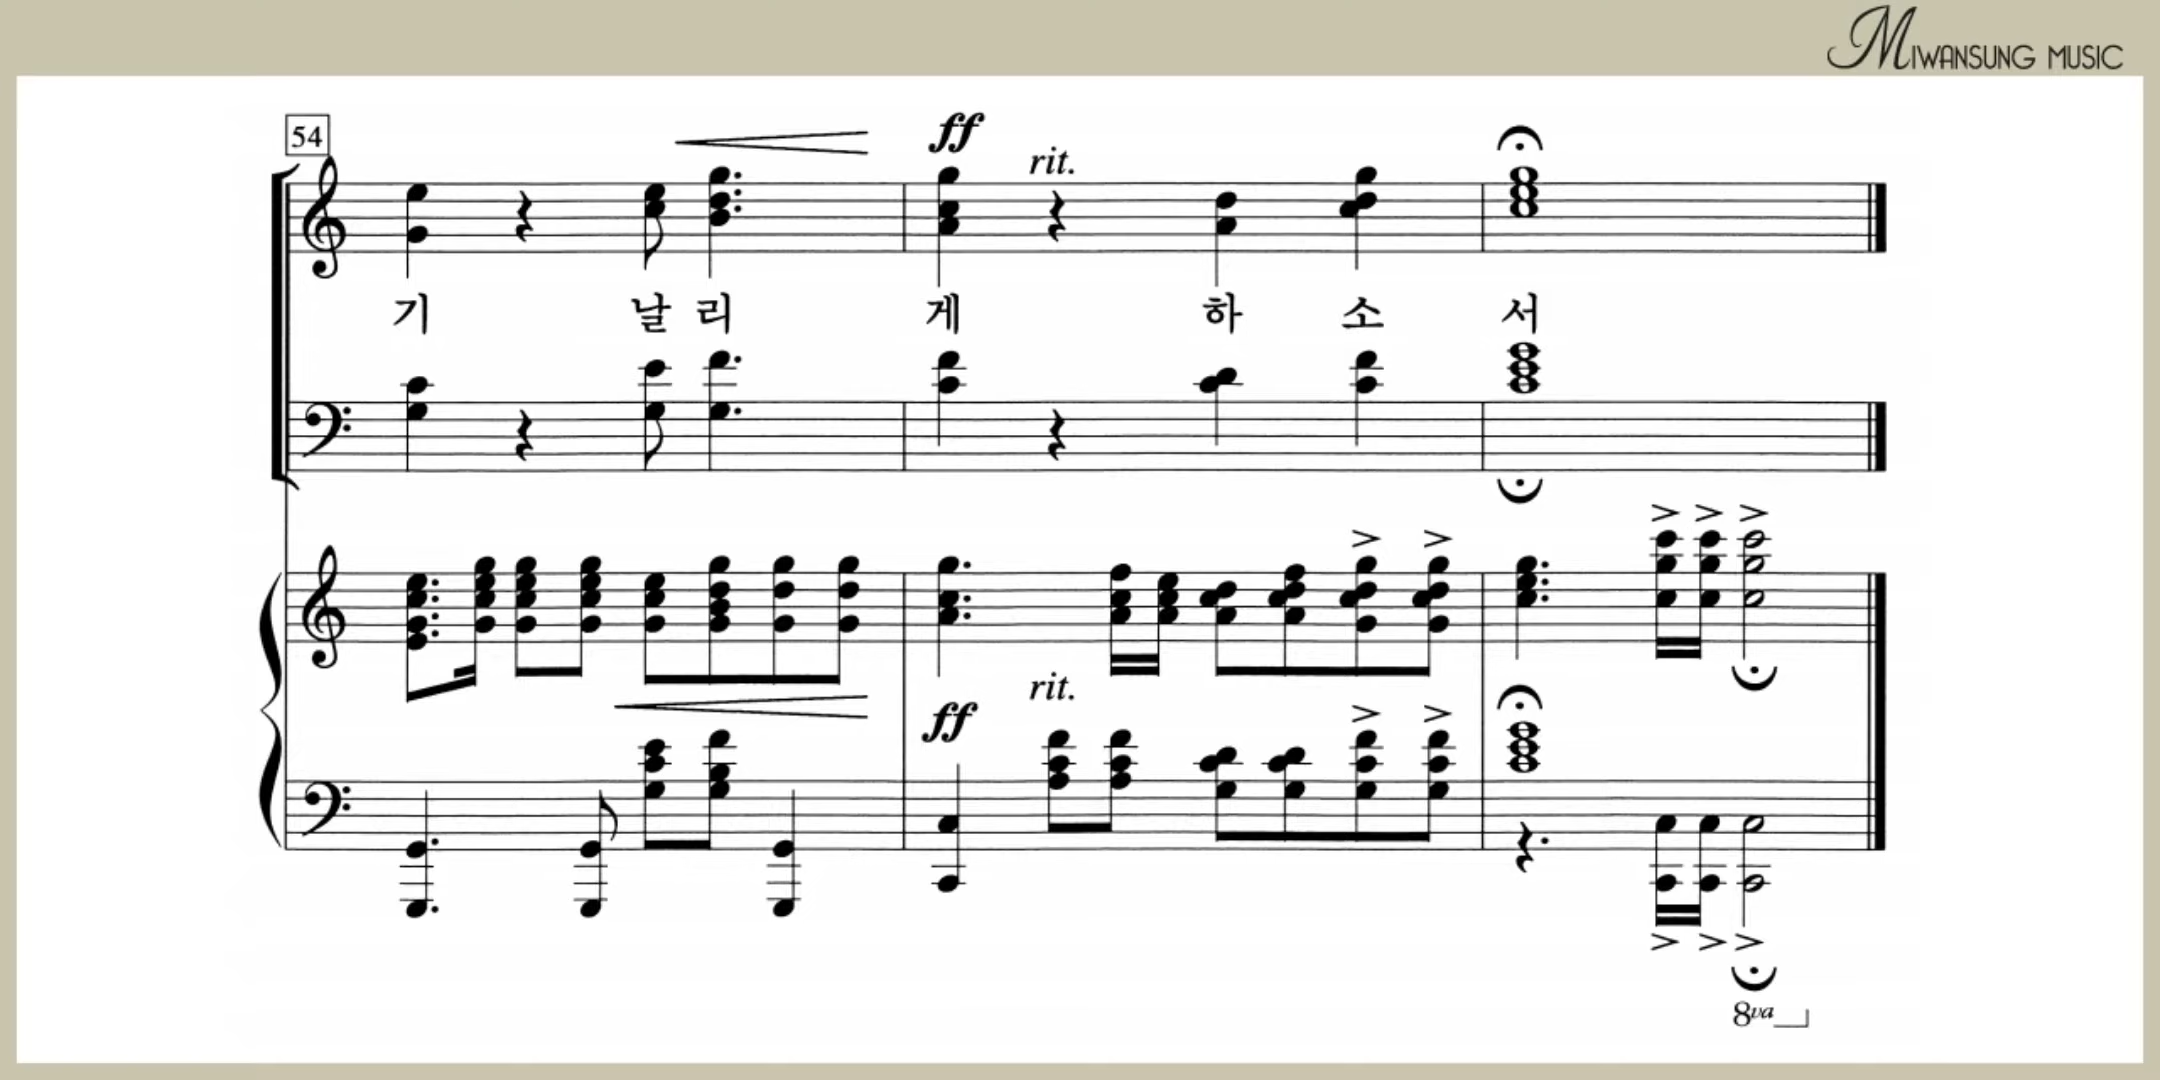 MIWANSUNG MUSIC
54
ff
rit.
기 날 리 게 하 소 서
rit.
ff
8va